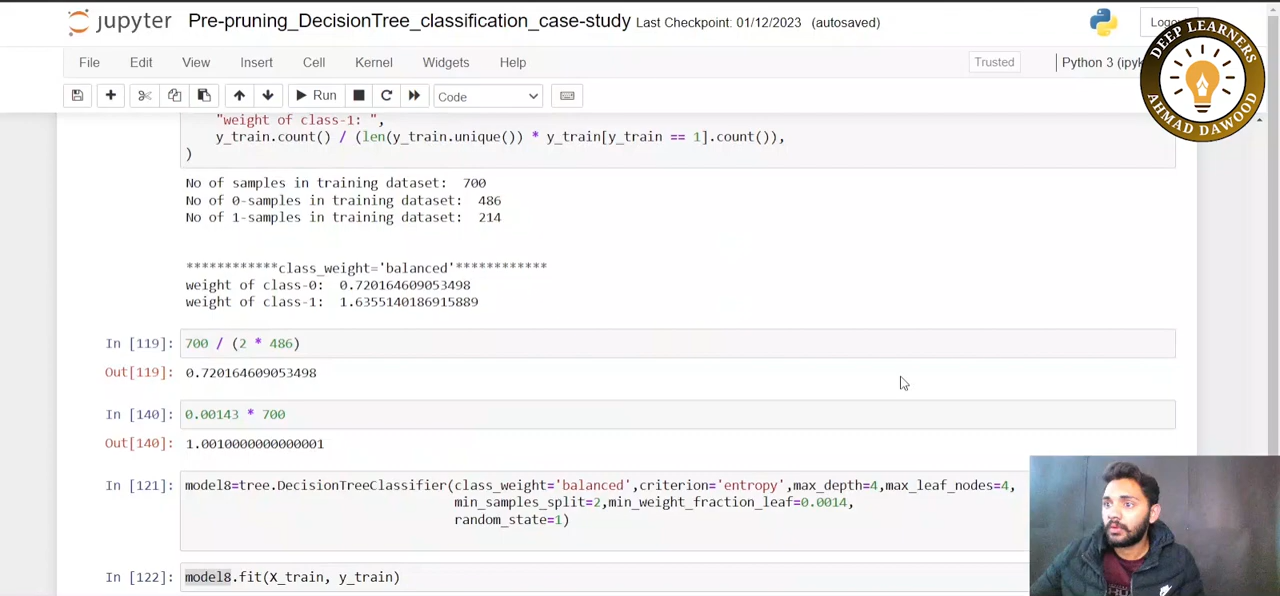 jupyter Pre-pruning_DecisionTree_classification_case-study Last Checkpoint: 01/12/2023 (autosaved)
DEEP LEARNERS
AHMAD DAWOOD
File Edit View Insert Cell Kernel Widgets Help Trusted Python 3
Run Code
"weight of class-1: ",
y_train.count() / (len(y_train.unique()) * y_train[y_train == 1].count()),
)
No of samples in training dataset: 700
No of 0-samples in training dataset: 486
No of 1-samples in training dataset: 214
************class_weight='balanced'************
weight of class-0: 0.720164609053498
weight of class-1: 1.6355140186915889
In [119]: 700 / (2 * 486)
Out[119]: 0.720164609053498
In [140]: 0.00143 * 700
Out[140]: 1.0010000000000001
In [121]: model8=tree.DecisionTreeClassifier(class_weight='balanced',criterion='entropy',max_depth=4,max_leaf_nodes=4,
min_samples_split=2,min_weight_fraction_leaf=0.0014,
random_state=1)
In [122]: model8.fit(X_train, y_train)